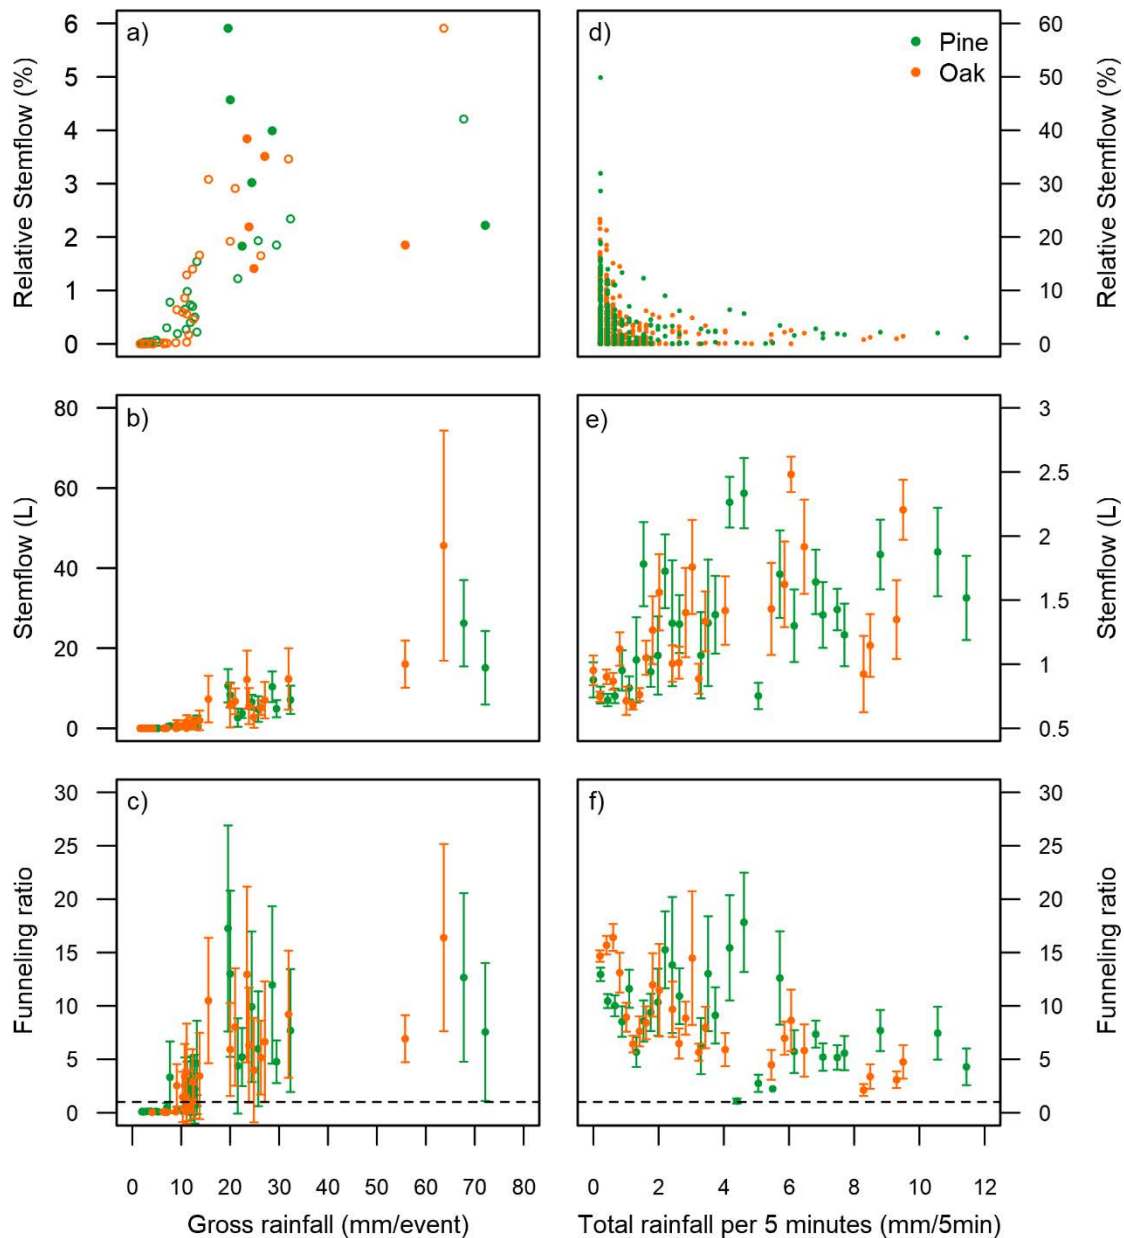 a)
6
5
4
3
2
1
0
Relative Stemflow (%)
d)
Pine
Oak
60
50
40
30
20
10
0
Relative Stemflow (%)
b)
80
60
40
20
0
Stemflow (L)
e)
3
2.5
2
1.5
1
0.5
Stemflow (L)
c)
30
25
20
15
10
5
0
Funneling ratio
f)
30
25
20
15
10
5
0
Funneling ratio
0 10 20 30 40 50 60 70 80
Gross rainfall (mm/event)
0 2 4 6 8 10 12
Total rainfall per 5 minutes (mm/5min)